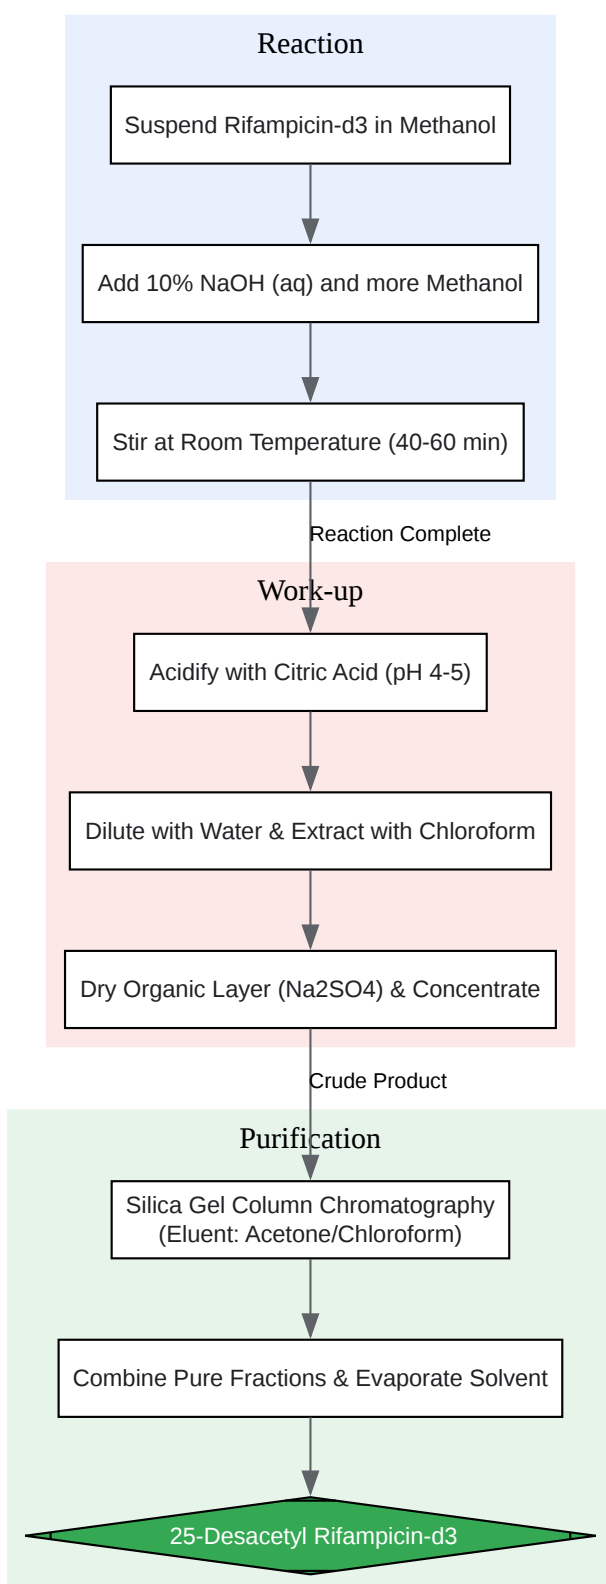 Reaction
Suspend Rifampicin-d3 in Methanol
Add 10% NaOH (aq) and more Methanol
Stir at Room Temperature (40-60 min)
Reaction Complete
Work-up
Acidify with Citric Acid (pH 4-5)
Dilute with Water & Extract with Chloroform
Dry Organic Layer (Na2SO4) & Concentrate
Crude Product
Purification
Silica Gel Column Chromatography
(Eluent: Acetone/Chloroform)
Combine Pure Fractions & Evaporate Solvent
25-Desacetyl Rifampicin-d3